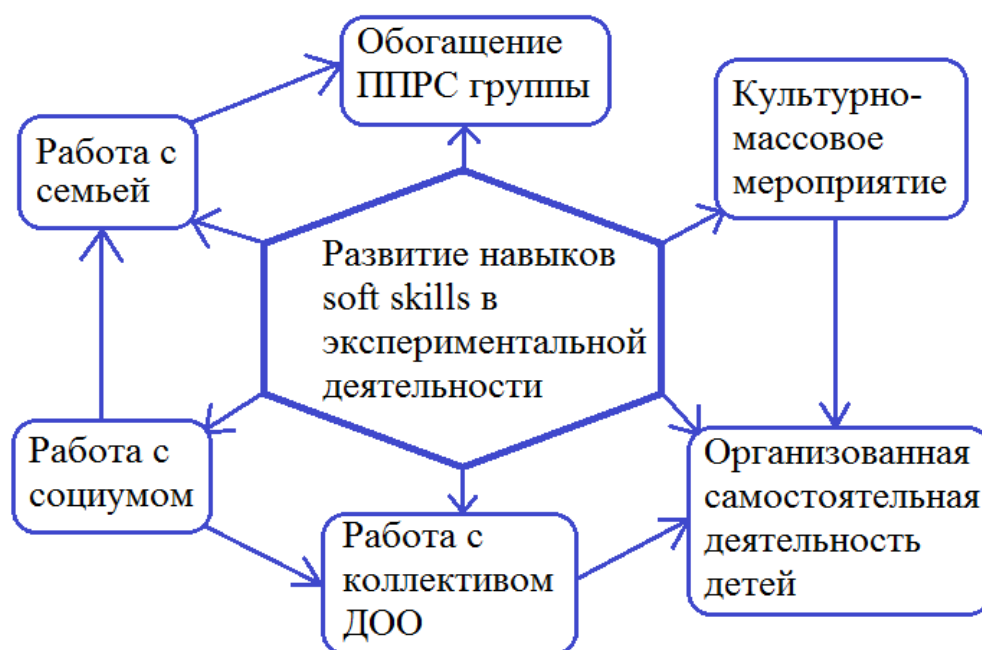 Обогащение
ППРС группы
Культурно-
массовое
мероприятие
Работа с
семьей
Развитие навыков
soft skills в
экспериментальной
деятельности
Работа с
социумом
Работа с
коллективом
ДОО
Организованная
самостоятельная
деятельность
детей